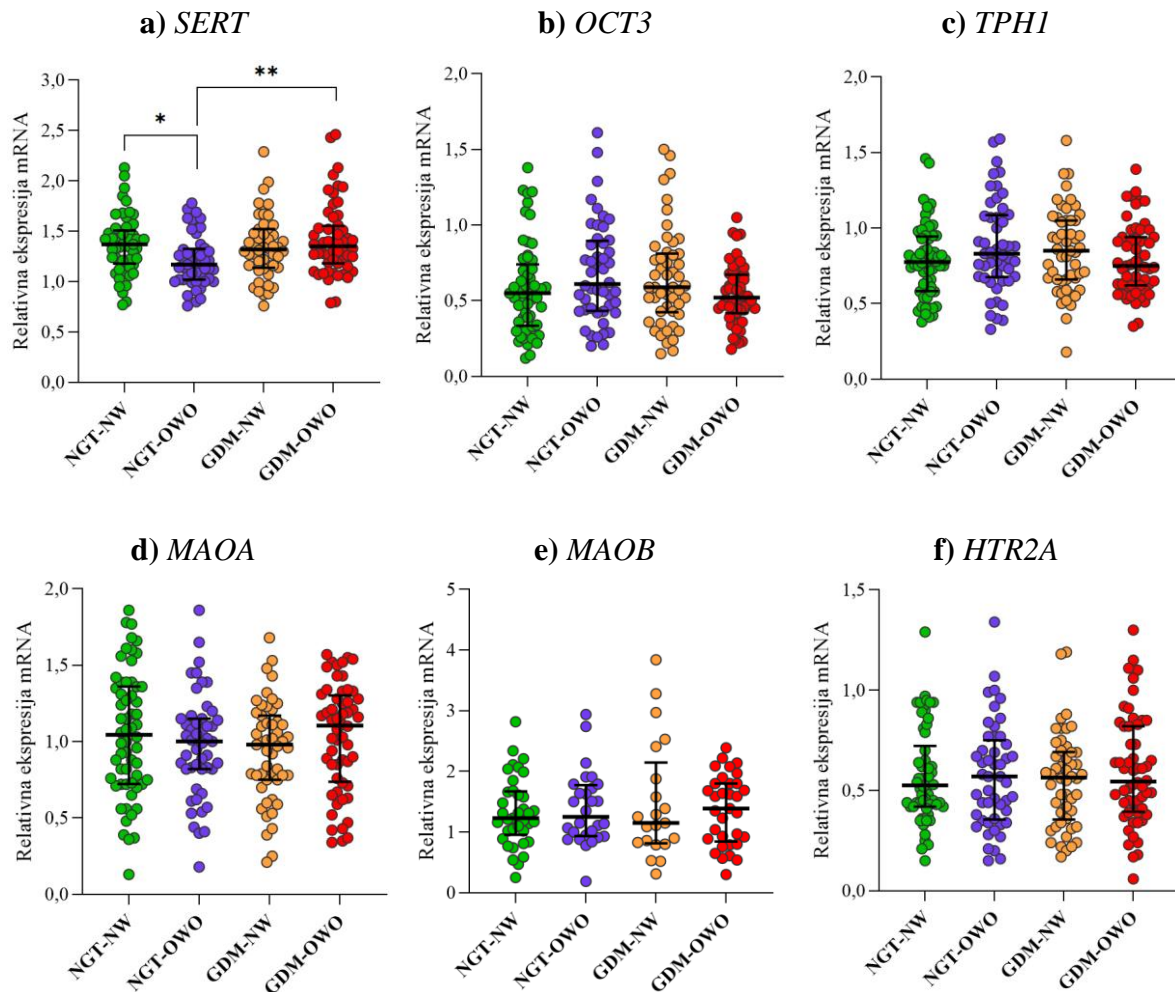 a) SERT
b) OCT3
c) TPH1
Relativna ekspresija mRNA
3,0
2,5
2,0
1,5
1,0
0,5
0,0
*
**
NGT-NW
NGT-OWO
GDM-NW
GDM-OWO
Relativna ekspresija mRNA
2,0
1,5
1,0
0,5
0,0
NGT-NW
NGT-OWO
GDM-NW
GDM-OWO
Relativna ekspresija mRNA
2,0
1,5
1,0
0,5
0,0
NGT-NW
NGT-OWO
GDM-NW
GDM-OWO
d) MAOA
e) MAOB
f) HTR2A
Relativna ekspresija mRNA
2,0
1,5
1,0
0,5
0,0
NGT-NW
NGT-OWO
GDM-NW
GDM-OWO
Relativna ekspresija mRNA
5
4
3
2
1
0
NGT-NW
NGT-OWO
GDM-NW
GDM-OWO
Relativna ekspresija mRNA
1,5
1,0
0,5
0,0
NGT-NW
NGT-OWO
GDM-NW
GDM-OWO